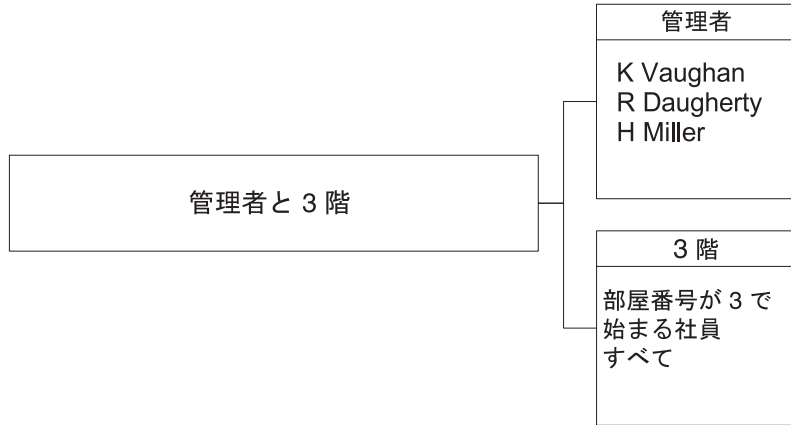 管理者
K Vaughan
R Daugherty
H Miller
管理者と 3 階
3 階
部屋番号が 3 で
始まる社員
すべて